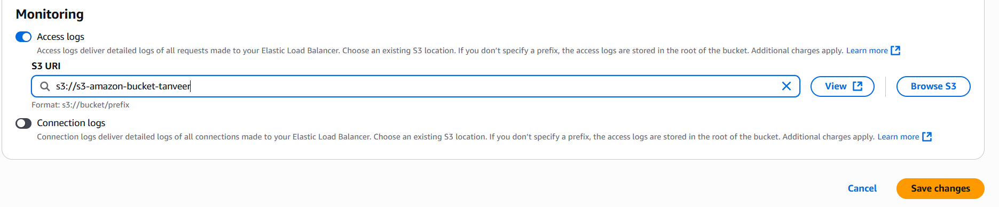 Monitoring
Access logs
Access logs deliver detailed logs of all requests made to your Elastic Load Balancer. Choose an existing S3 location. If you don’t specify a prefix, the access logs are stored in the root of the bucket. Additional charges apply. Learn more
S3 URI
s3://s3-amazon-bucket-tanveer View Browse S3
Format: s3://bucket/prefix
Connection logs
Connection logs deliver detailed logs of all connections made to your Elastic Load Balancer. Choose an existing S3 location. If you don’t specify a prefix, the access logs are stored in the root of the bucket. Additional charges apply. Learn more
Cancel Save changes